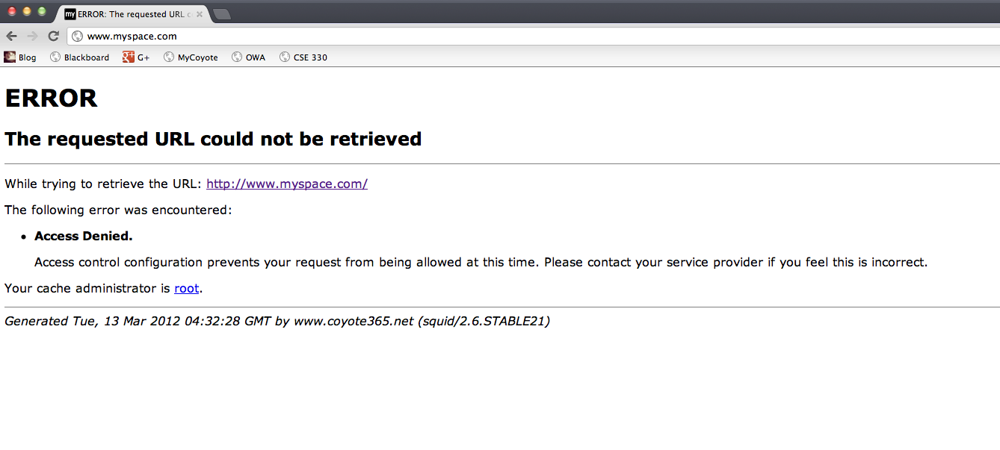 my ERROR: The requested URL c
www.myspace.com
Blog Blackboard G+ MyCoyote OWA CSE 330
ERROR
The requested URL could not be retrieved
While trying to retrieve the URL: http://www.myspace.com/
The following error was encountered:
• Access Denied.
Access control configuration prevents your request from being allowed at this time. Please contact your service provider if you feel this is incorrect.
Your cache administrator is root.
Generated Tue, 13 Mar 2012 04:32:28 GMT by www.coyote365.net (squid/2.6.STABLE21)